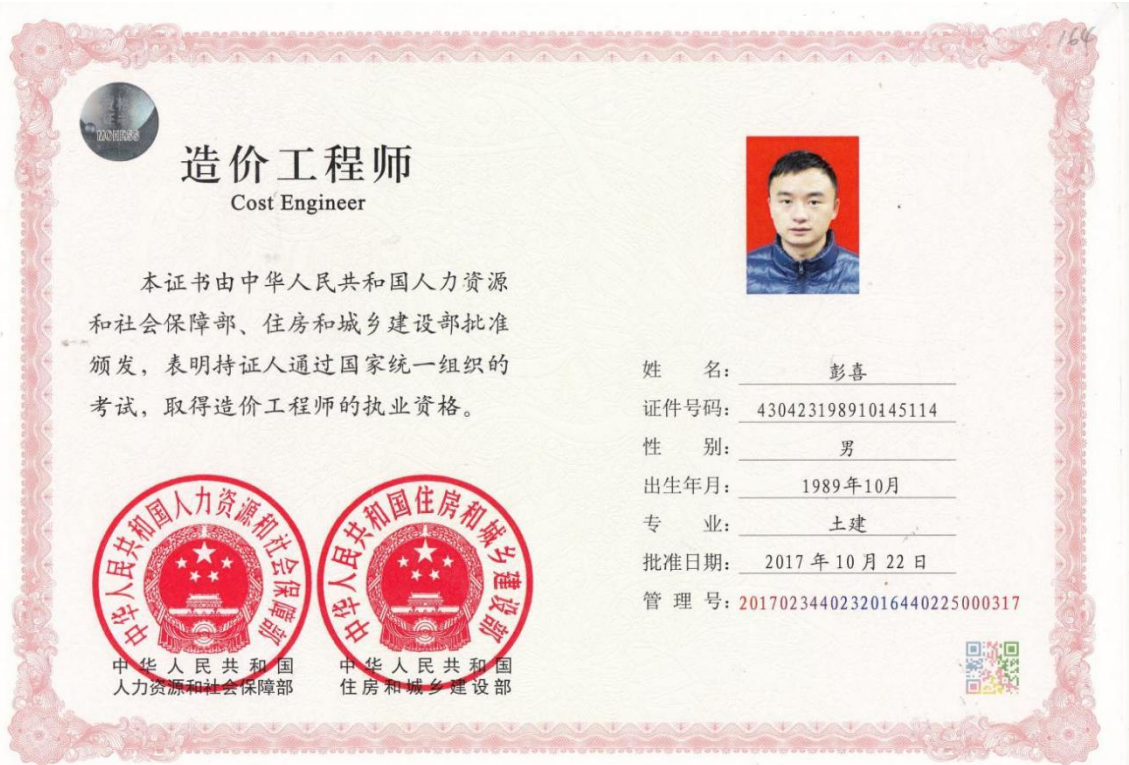 164
资格
证书
MOHRSS
造价工程师
Cost Engineer
本证书由中华人民共和国人力资源
和社会保障部、住房和城乡建设部批准
颁发，表明持证人通过国家统一组织的
考试，取得造价工程师的执业资格。
中华人民共和国人力资源和社会保障部
中华人民共和国住房和城乡建设部
中华人民共和国
人力资源和社会保障部
中华人民共和国
住房和城乡建设部
姓 名: 彭喜
证件号码: 430423198910145114
性 别: 男
出生年月: 1989年10月
专 业: 土建
批准日期: 2017 年 10 月 22 日
管 理 号: 2017023440232016440225000317